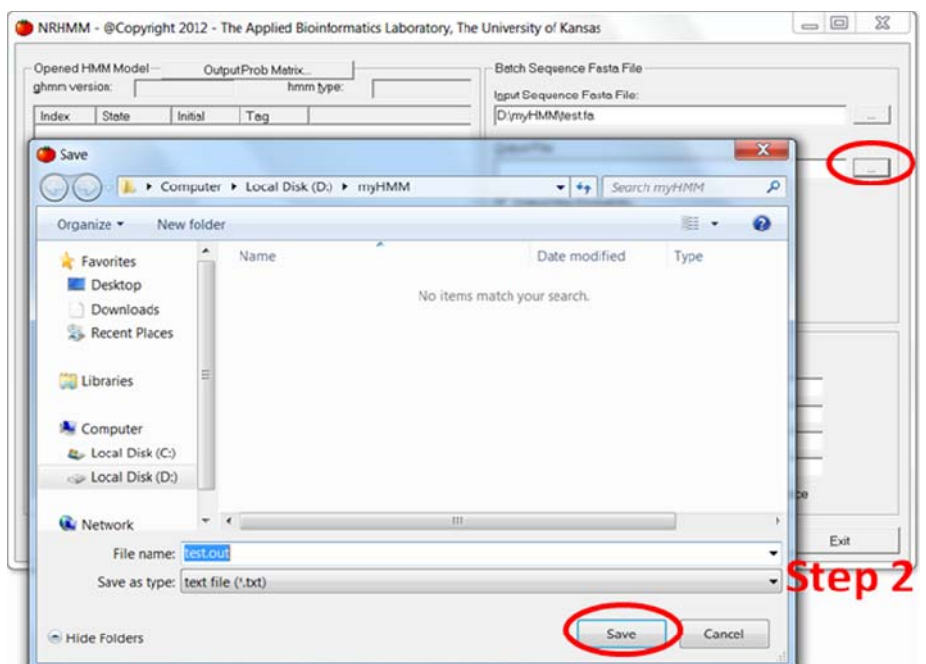 NRHMM - @Copyright 2012 - The Applied Bioinformatics Laboratory, The University of Kansas
Opened HMM Model
OutputProb Matrix...
ghmm version:
hmm type:
Index State Initial Tag
Batch Sequence Fasta File
Input Sequence Fasta File:
D:\myHMM\test.fa
...
Save
Computer Local Disk (D:) myHMM
Search myHMM
...
Organize New folder
Favorites
Desktop
Downloads
Recent Places
Libraries
Computer
Local Disk (C:)
Local Disk (D:)
Network
Name Date modified Type
No items match your search.
File name: test.out
Save as type: text file (*.txt)
Hide Folders
Save
Cancel
Exit
Step 2